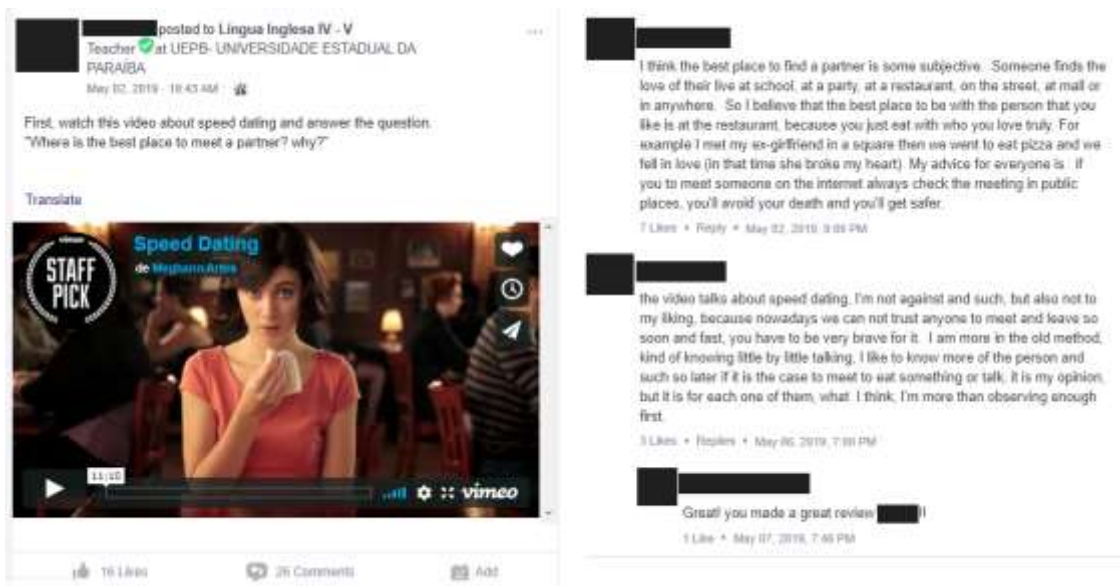 posted to Lingua Inglesa IV - V
Teacher at UEPB- UNIVERSIDADE ESTADUAL DA
PARAÍBA
May 02, 2019 · 10:43 AM
First, watch this video about speed dating and answer the question.
"Where is the best place to meet a partner? why?"
Translate
vimeo
STAFF
PICK
Speed Dating
de Meghann Artes
11:10
vimeo
16 Likes
26 Comments
Add
I think the best place to find a partner is some subjective. Someone finds the
love of their live at school, at a party, at a restaurant, on the street, at mall or
in anywhere. So I believe that the best place to be with the person that you
like is at the restaurant, because you just eat with who you love truly. For
example I met my ex-girlfriend in a square then we went to eat pizza and we
fell in love (in that time she broke my heart). My advice for everyone is if
you to meet someone on the internet always check the meeting in public
places, you'll avoid your death and you'll get safer.
7 Likes • Reply • May 02, 2019, 9:09 PM
the video talks about speed dating, I'm not against and such, but also not to
my liking, because nowadays we can not trust anyone to meet and leave so
soon and fast, you have to be very brave for it. I am more in the old method,
kind of knowing little by little talking, I like to know more of the person and
such so later if it is the case to meet to eat something or talk, it is my opinion,
but it is for each one of them, what I think, I'm more than observing enough
first.
3 Likes • Replies • May 06, 2019, 7:00 PM
Great! you made a great review !!
1 Like • May 07, 2019, 7:46 PM